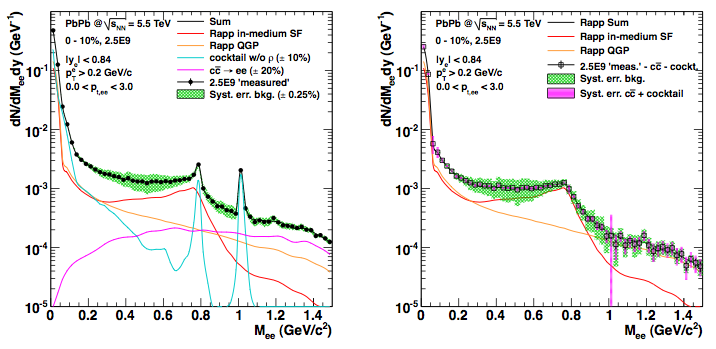 dN/dMeedy GeV⁻¹
PbPb @ √sNN = 5.5 TeV
0 - 10%, 2.5E9
|ye| < 0.84
pTe > 0.2 GeV/c
0.0 < pt,ee < 3.0
Sum
Rapp in-medium SF
Rapp QGP
cocktail w/o ρ (± 10%)
cc̄ → ee (± 20%)
2.5E9 'measured'
Syst. err. bkg. (± 0.25%)
10⁻¹
10⁻²
10⁻³
10⁻⁴
10⁻⁵
0 0.2 0.4 0.6 0.8 1 1.2 1.4
Mee (GeV/c²)
dN/dMeedy GeV⁻¹
PbPb @ √sNN = 5.5 TeV
0 - 10%, 2.5E9
|ye| < 0.84
pTe > 0.2 GeV/c
0.0 < pt,ee < 3.0
Rapp Sum
Rapp in-medium SF
Rapp QGP
2.5E9 'meas.' - cc̄ - cockt.
Syst. err. bkg.
Syst. err. cc̄ + cocktail
10⁻¹
10⁻²
10⁻³
10⁻⁴
10⁻⁵
0 0.2 0.4 0.6 0.8 1 1.2 1.4
Mee (GeV/c²)